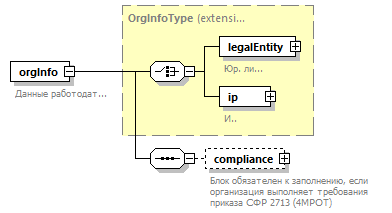 OrgInfoType (extensi...
legalEntity
Юр. ли...
orgInfo
Данные работодат...
ip
И..
compliance
Блок обязателен к заполнению, если
организация выполняет требования
приказа СФР 2713 (4МРОТ)